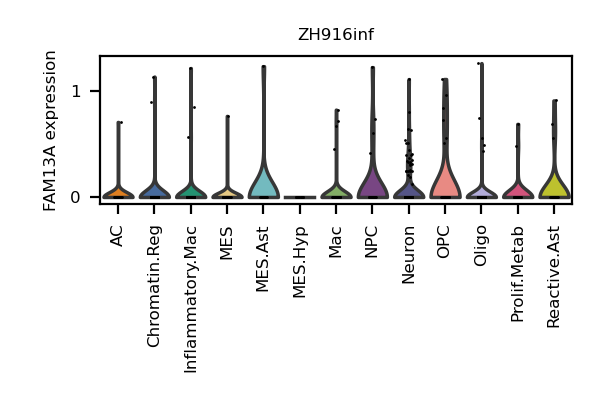 ZH916inf
FAM13A expression
1
0
AC
Chromatin.Reg
Inflammatory.Mac
MES
MES.Ast
MES.Hyp
Mac
NPC
Neuron
OPC
Oligo
Prolif.Metab
Reactive.Ast